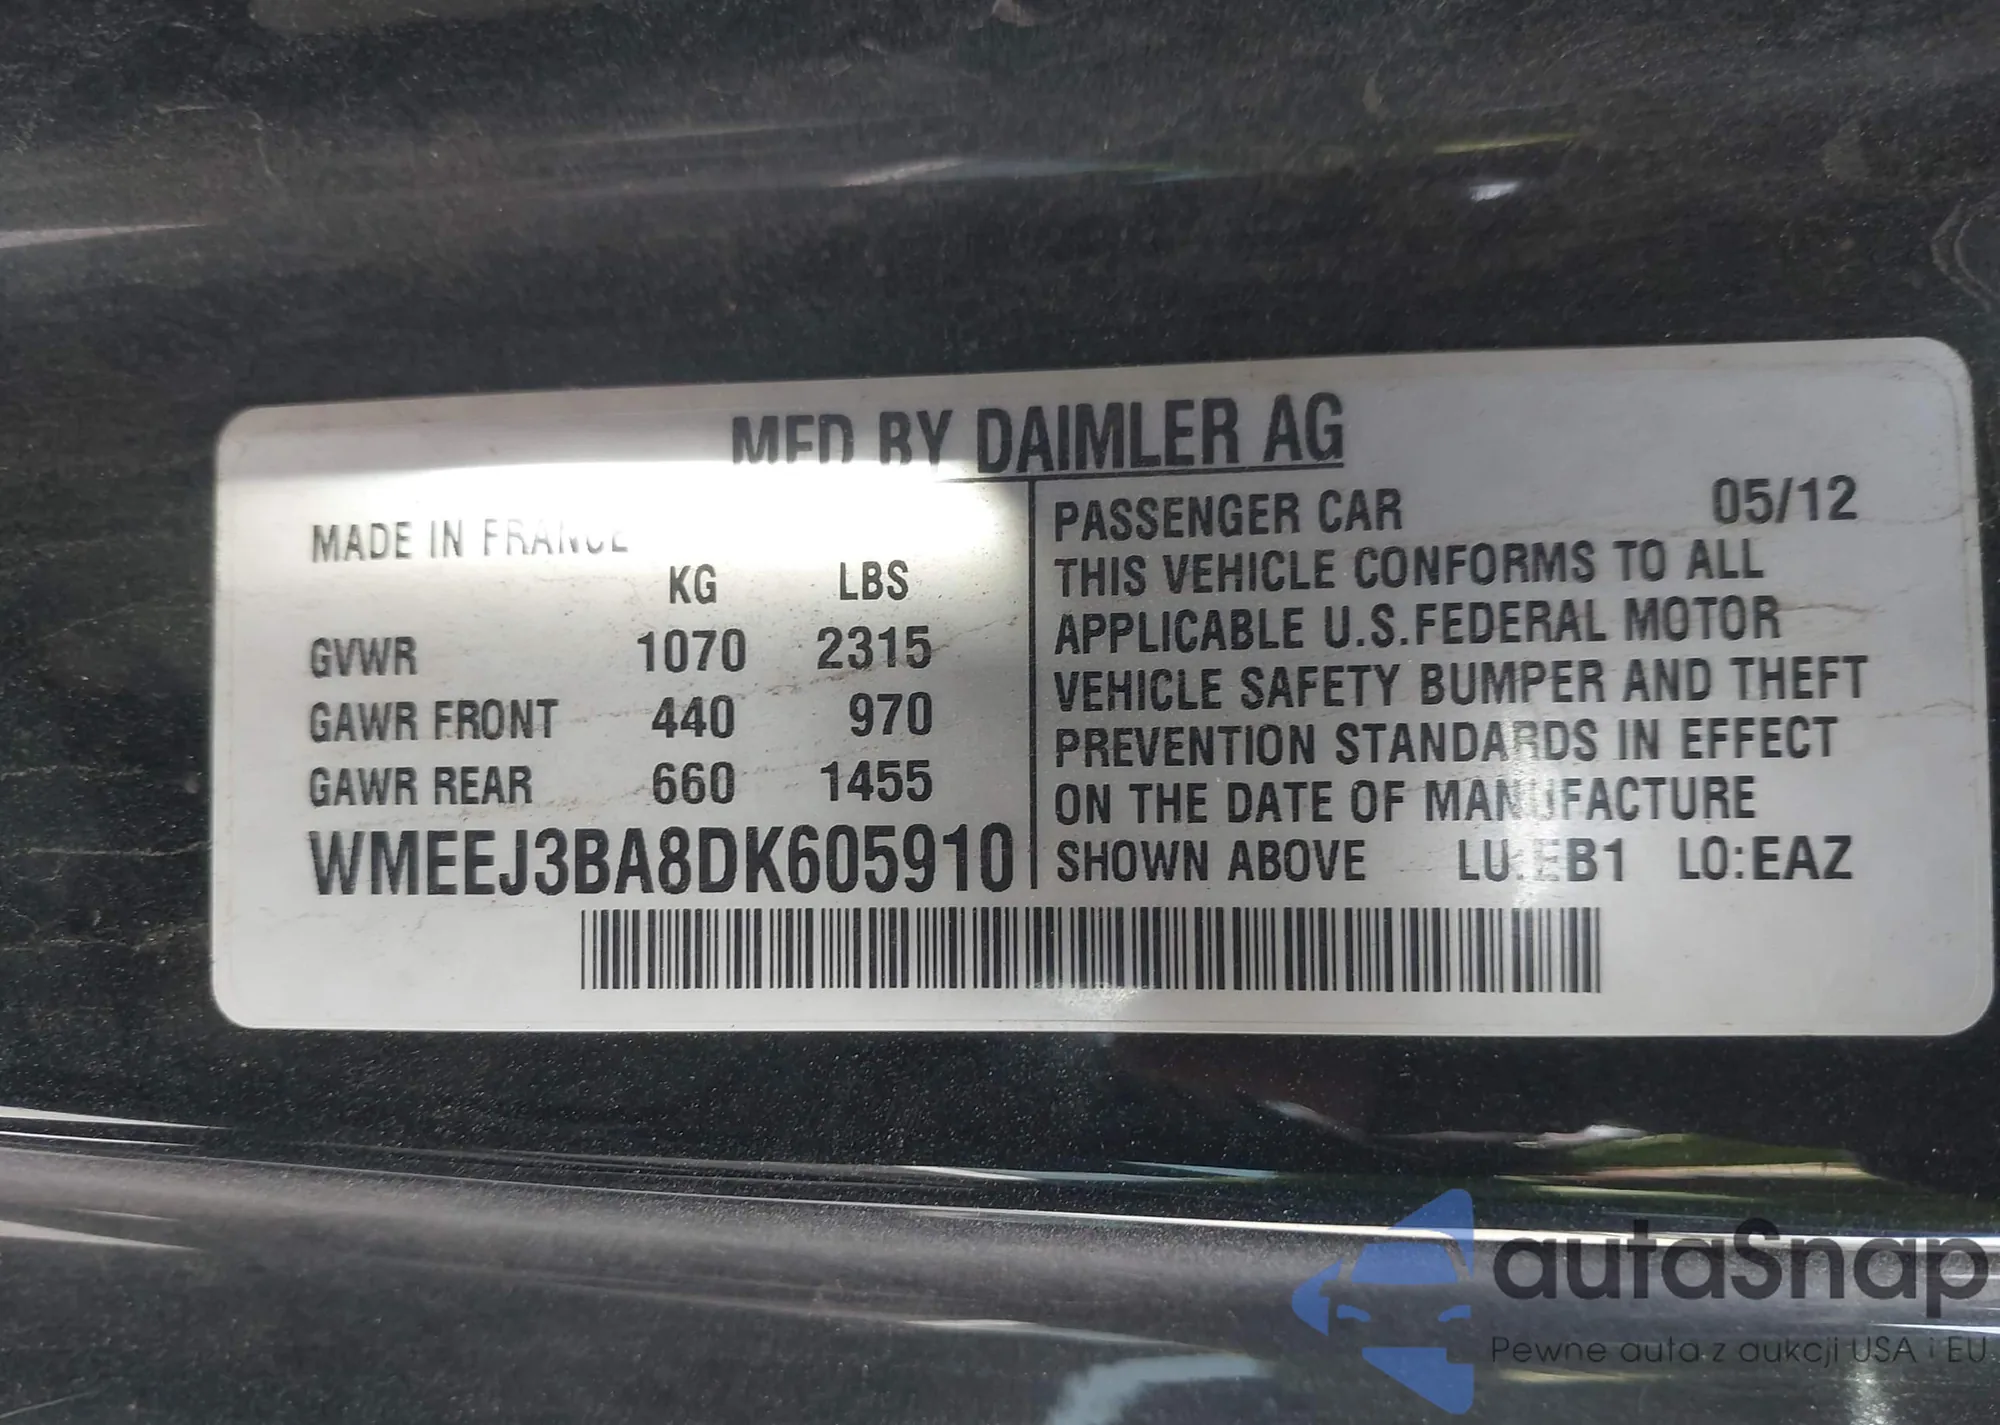 MFD BY DAIMLER AG
MADE IN FRANCE
KG LBS
GVWR 1070 2315
GAWR FRONT 440 970
GAWR REAR 660 1455
WMEEJ3BA8DK605910
PASSENGER CAR 05/12
THIS VEHICLE CONFORMS TO ALL
APPLICABLE U.S.FEDERAL MOTOR
VEHICLE SAFETY BUMPER AND THEFT
PREVENTION STANDARDS IN EFFECT
ON THE DATE OF MANUFACTURE
SHOWN ABOVE LU:EB1 LO:EAZ
autaSnap
Pewne auta z aukcji USA i EU